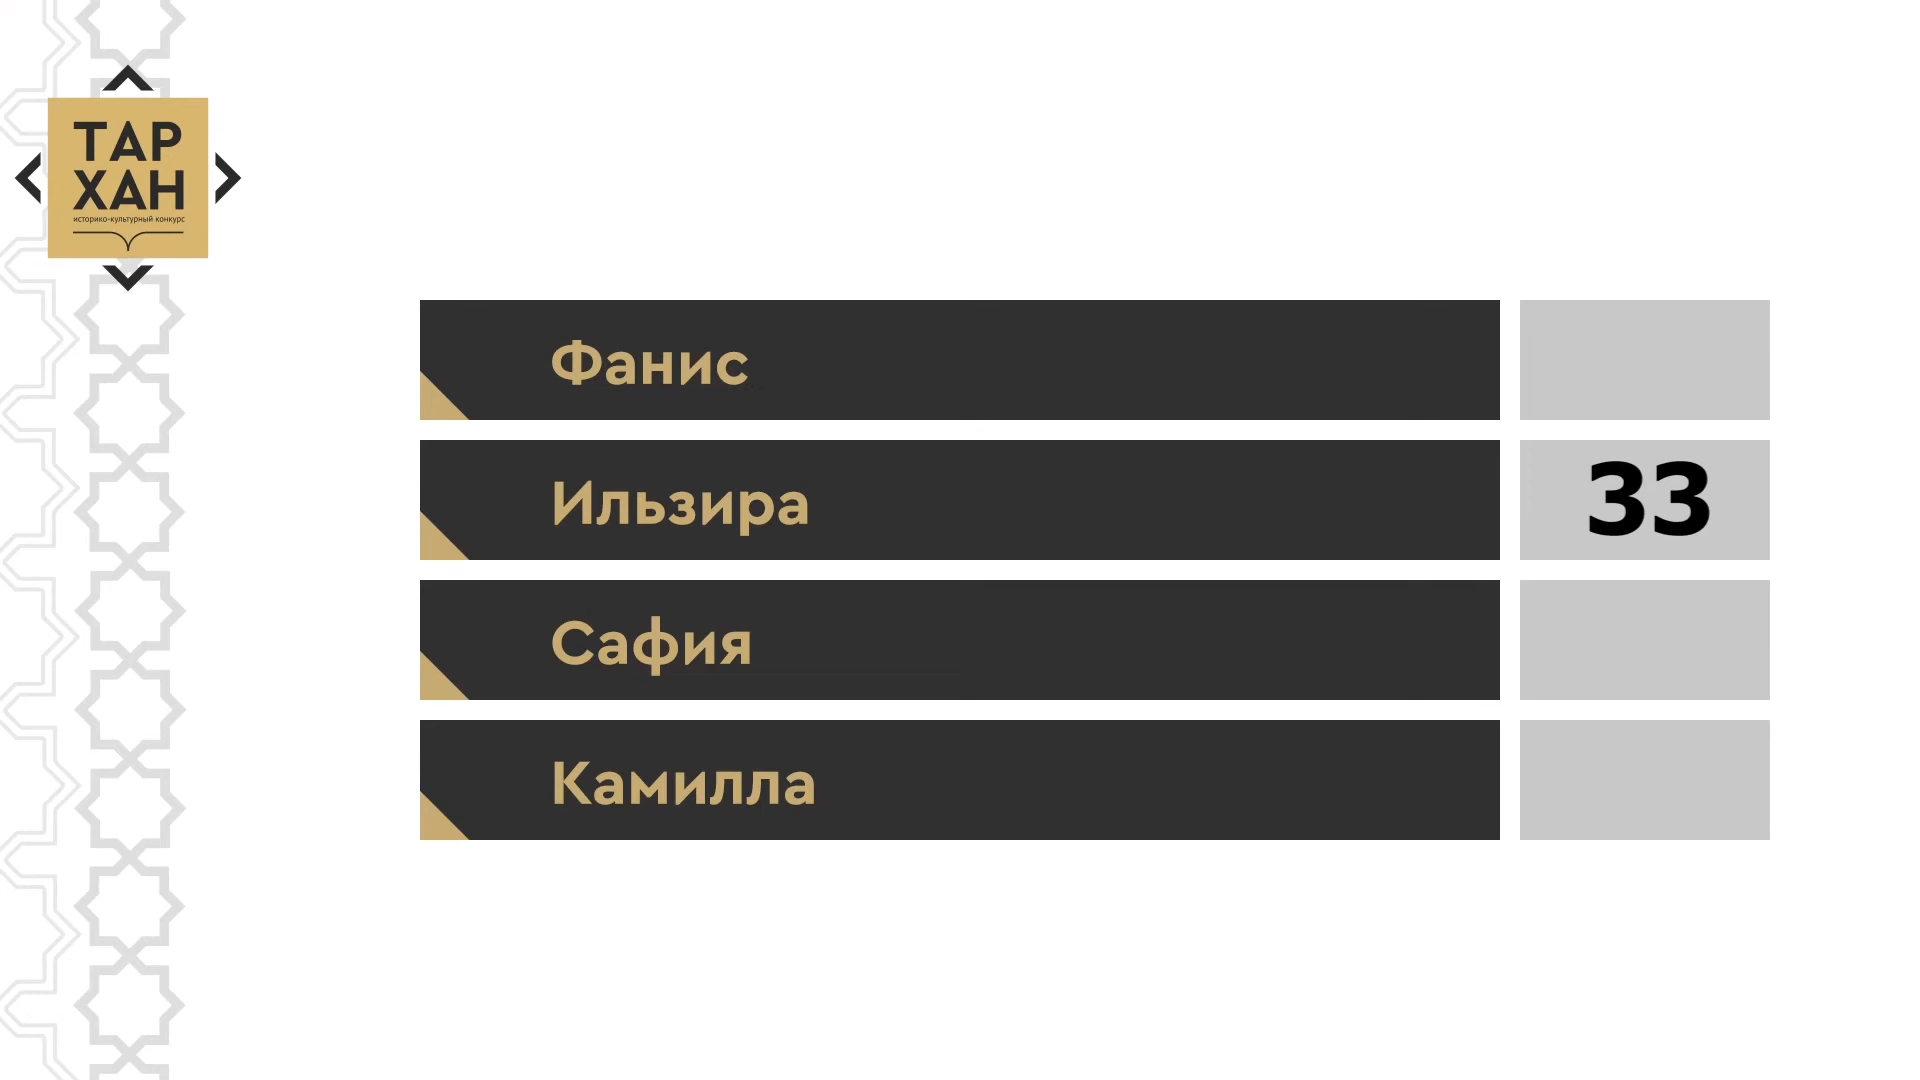 ТАР
ХАН
историко-культурный конкурс
Фанис
Ильзира
33
Сафия
Камилла